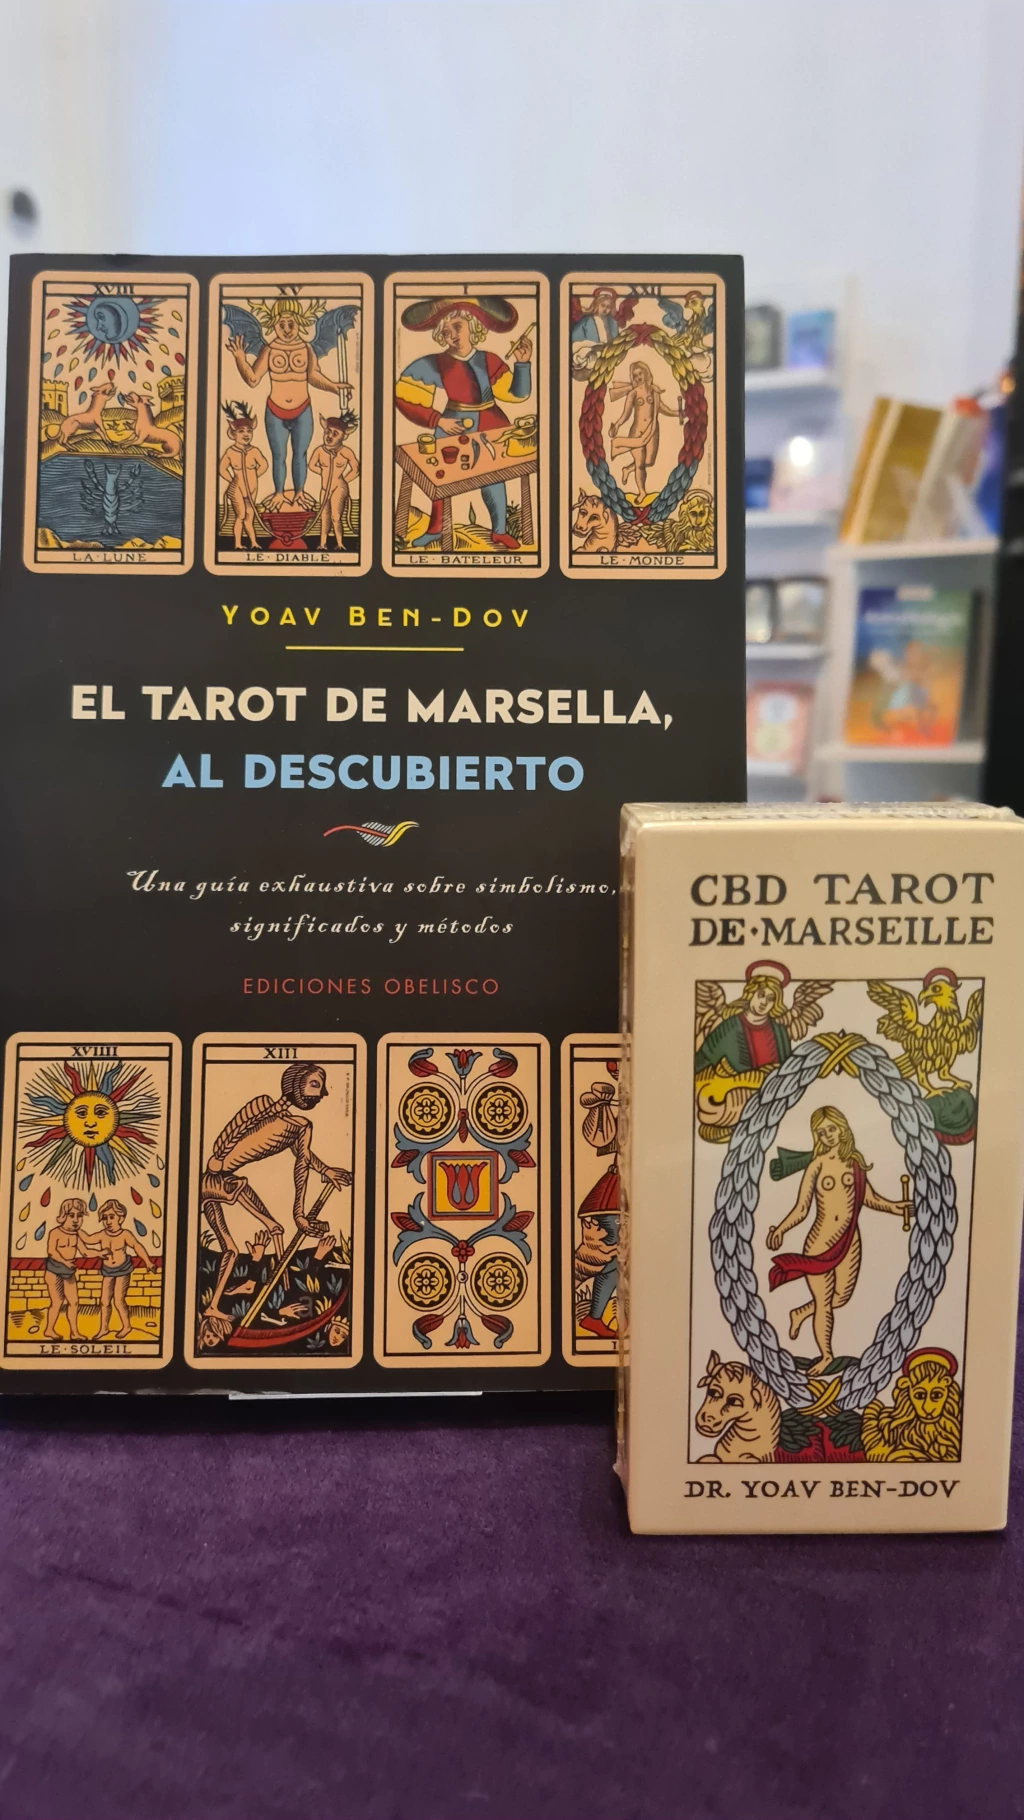 XVIII
XV
I
XXI
LA·LUNE
LE·DIABLE
LE·BATELEUR
LE·MONDE
YOAV BEN-DOV
EL TAROT DE MARSELLA,
AL DESCUBIERTO
Una guía exhaustiva sobre simbolismo,
significados y métodos
EDICIONES OBELISCO
XVIIII
XIII
LE·SOLEIL
CBD TAROT
DE·MARSEILLE
DR. YOAV BEN-DOV